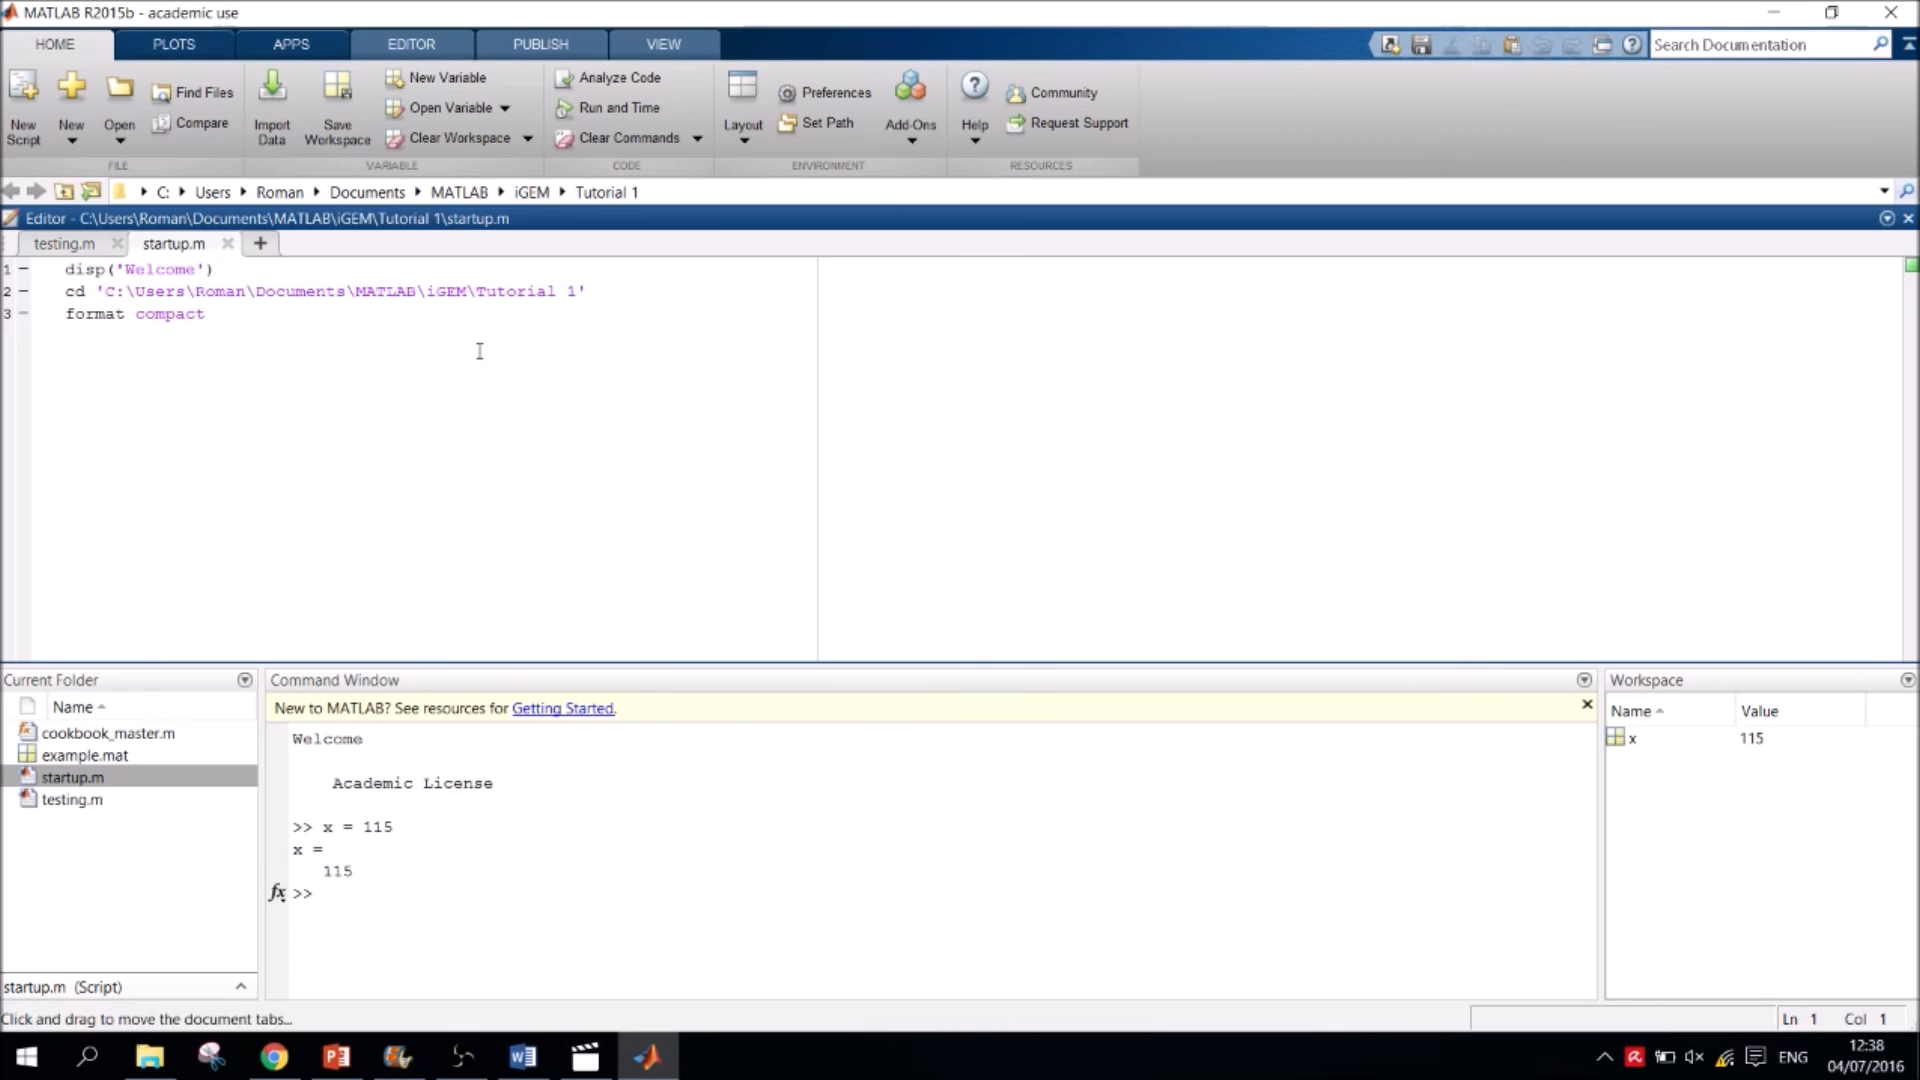 MATLAB R2015b - academic use
HOME PLOTS APPS EDITOR PUBLISH VIEW
Search Documentation
New Script
New
Open
Find Files
Compare
FILE
Import Data
Save Workspace
New Variable
Open Variable
Clear Workspace
VARIABLE
Analyze Code
Run and Time
Clear Commands
CODE
Layout
Preferences
Set Path
Add-Ons
ENVIRONMENT
Help
Community
Request Support
RESOURCES
C: Users Roman Documents MATLAB iGEM Tutorial 1
Editor - C:\Users\Roman\Documents\MATLAB\iGEM\Tutorial 1\startup.m
testing.m startup.m
1 disp('Welcome')
2 cd 'C:\Users\Roman\Documents\MATLAB\iGEM\Tutorial 1'
3 format compact
Current Folder
Name
cookbook_master.m
example.mat
startup.m
testing.m
startup.m (Script)
Command Window
New to MATLAB? See resources for Getting Started.
Welcome
Academic License
>> x = 115
x =
115
fx >>
Workspace
Name Value
x 115
Click and drag to move the document tabs...
Ln 1 Col 1
ENG
12:38
04/07/2016